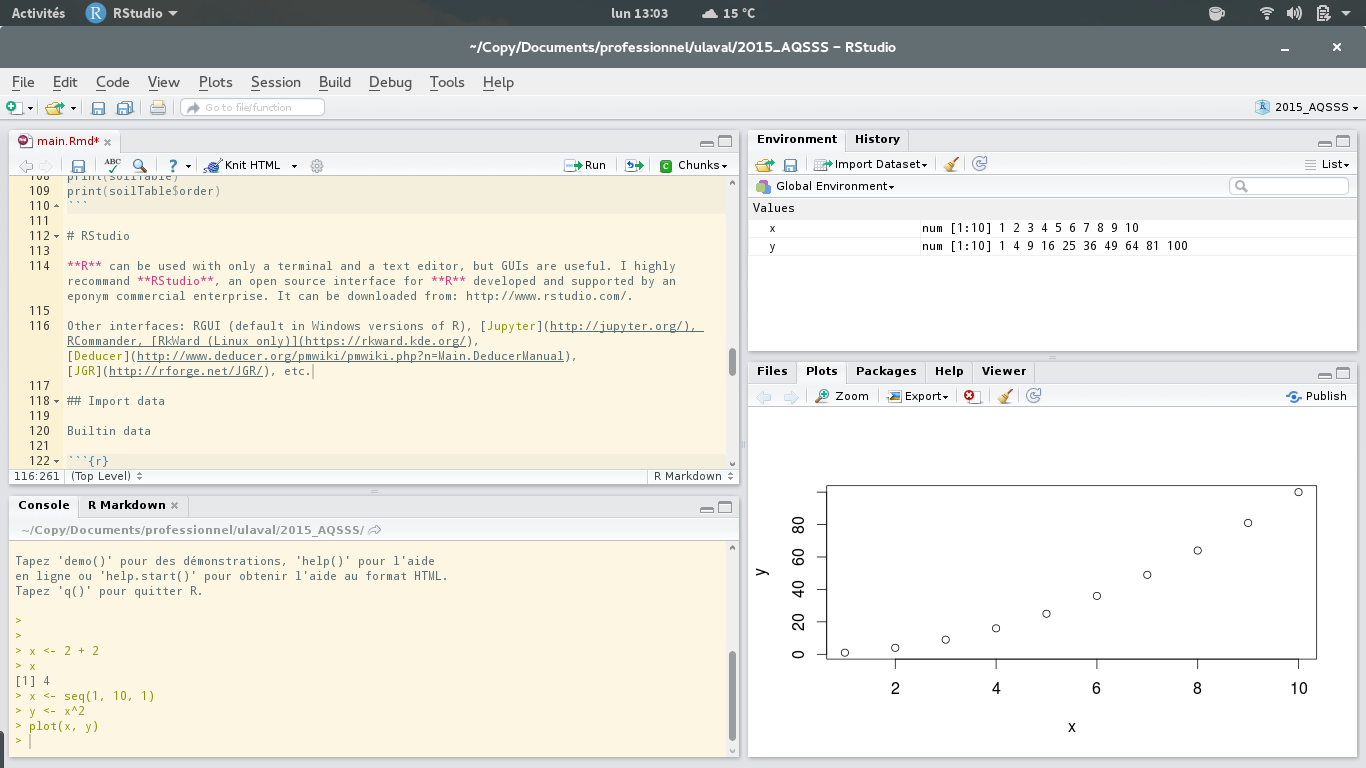 Activités RStudio lun 13:03 15 °C
~/Copy/Documents/professionnel/ulaval/2015_AQSSS – RStudio
File Edit Code View Plots Session Build Debug Tools Help
Go to file/function 2015_AQSSS
main.Rmd*
ABC ? Knit HTML Run Chunks
108 print(soilTable)
109 print(soilTable$order)
110 ```
111
112 # RStudio
113
114 **R** can be used with only a terminal and a text editor, but GUIs are useful. I highly
recommand **RStudio**, an open source interface for **R** developed and supported by an
eponym commercial enterprise. It can be downloaded from: http://www.rstudio.com/.
115
116 Other interfaces: RGUI (default in Windows versions of R), [Jupyter](http://jupyter.org/),
RCommander, [RkWard (Linux only)](https://rkward.kde.org/),
[Deducer](http://www.deducer.org/pmwiki/pmwiki.php?n=Main.DeducerManual),
[JGR](http://rforge.net/JGR/), etc.
117
118 ## Import data
119
120 Builtin data
121
122 ```{r}
116:261 (Top Level) R Markdown
Console R Markdown
~/Copy/Documents/professionnel/ulaval/2015_AQSSS/
Tapez 'demo()' pour des démonstrations, 'help()' pour l'aide
en ligne ou 'help.start()' pour obtenir l'aide au format HTML.
Tapez 'q()' pour quitter R.
>
>
> x <- 2 + 2
> x
[1] 4
> x <- seq(1, 10, 1)
> y <- x^2
> plot(x, y)
>
Environment History
Import Dataset List
Global Environment
Values
x num [1:10] 1 2 3 4 5 6 7 8 9 10
y num [1:10] 1 4 9 16 25 36 49 64 81 100
Files Plots Packages Help Viewer
Zoom Export Publish
80
60
40
20
0
y
2 4 6 8 10
x